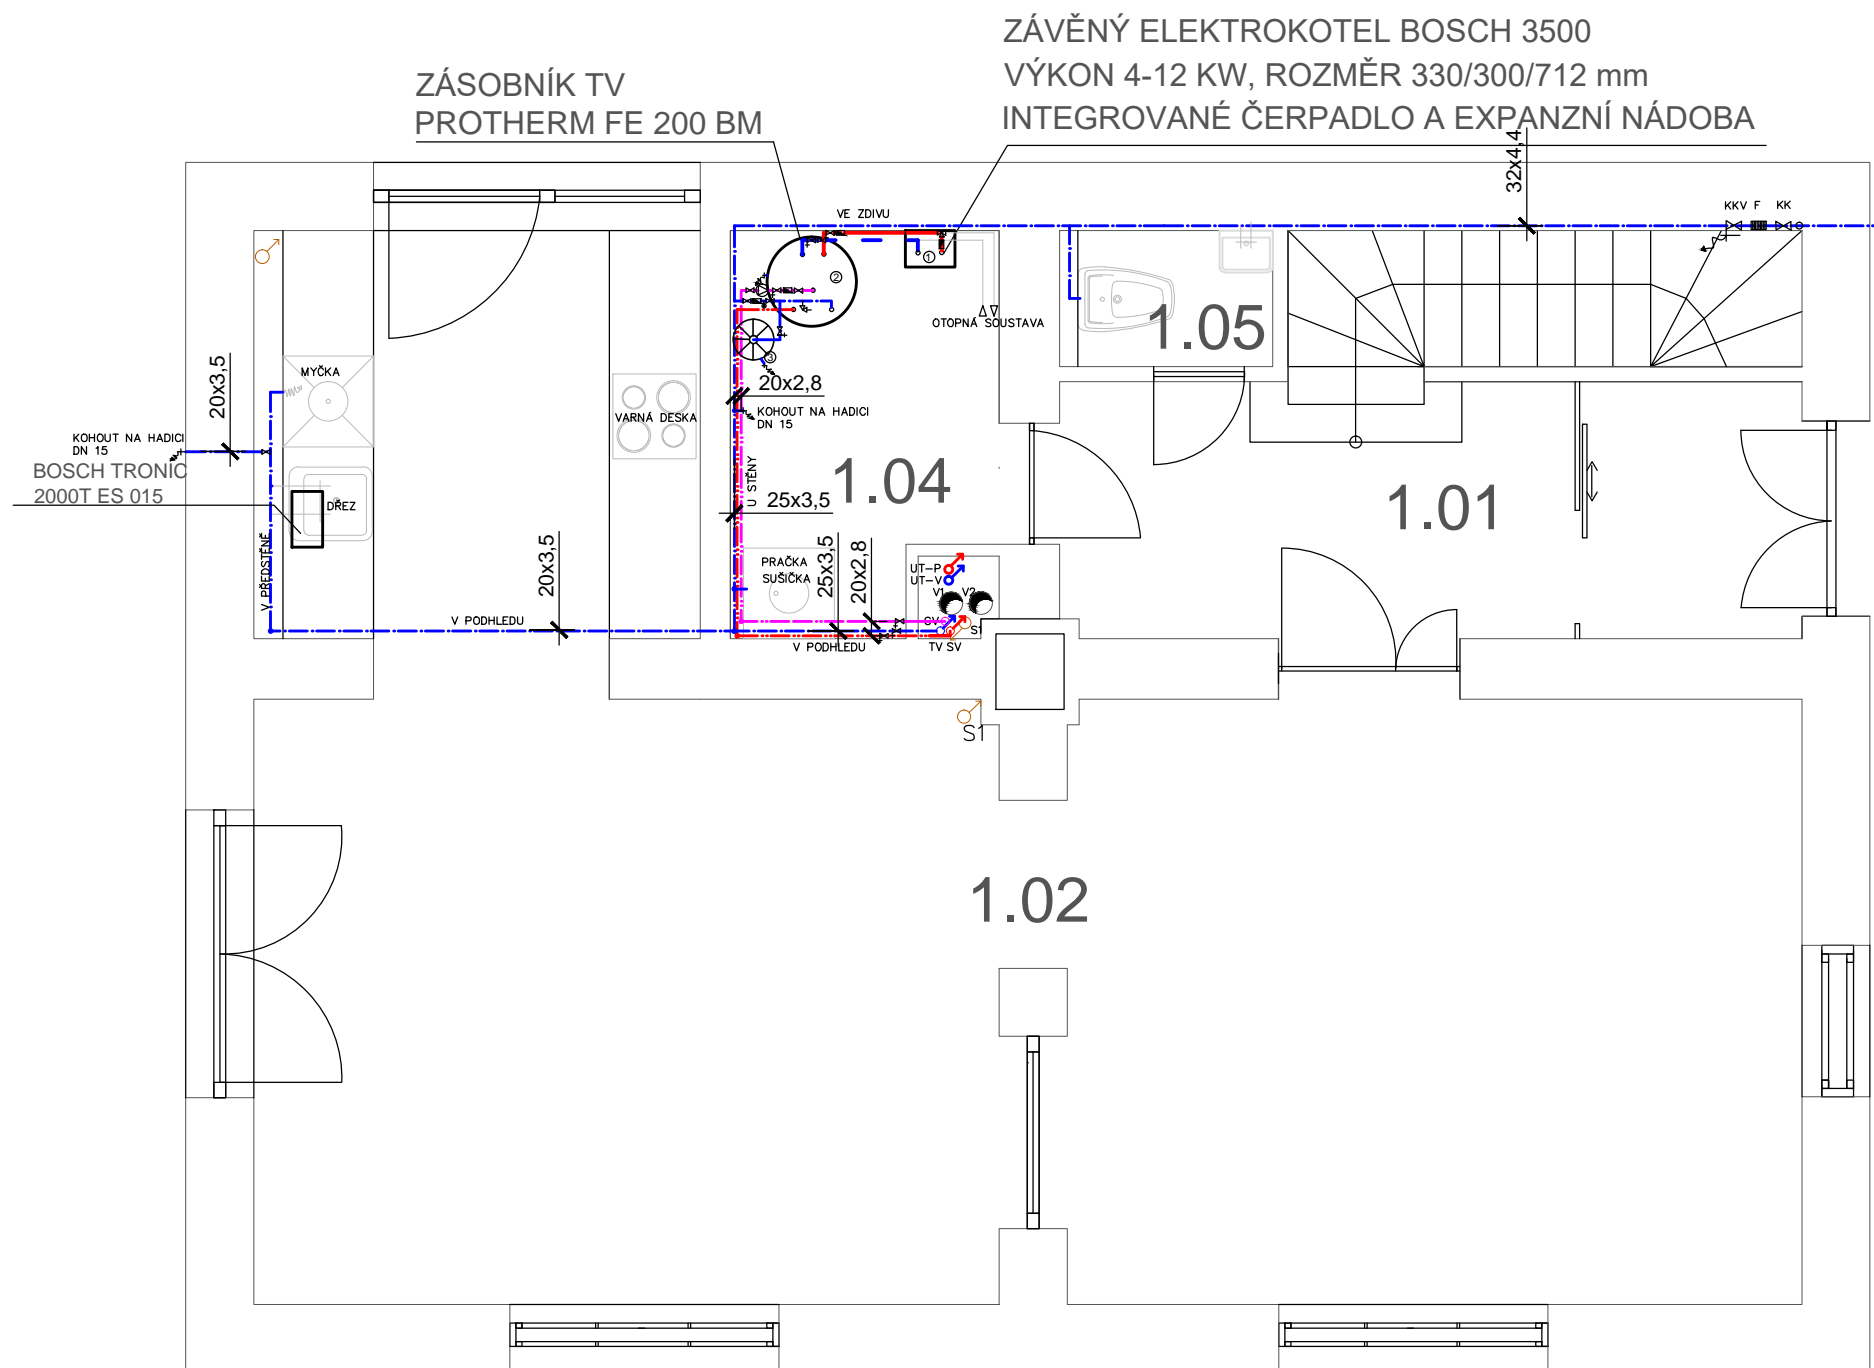 ZÁVĚNÝ ELEKTROKOTEL BOSCH 3500
VÝKON 4-12 KW, ROZMĚR 330/300/712 mm
INTEGROVANÉ ČERPADLO A EXPANZNÍ NÁDOBA
ZÁSOBNÍK TV
PROTHERM FE 200 BM
32x4,4
VE ZDIVU
KKV F KK
1
2
OTOPNÁ SOUSTAVA
1.05
3
20x3,5
MYČKA
20x2,8
VARNÁ DESKA
KOHOUT NA HADICI
DN 15
KOHOUT NA HADICI
DN 15
BOSCH TRONIC
2000T ES 015
DŘEZ
U STĚNY
1.04
25x3,5
1.01
V PŘEDSTĚNĚ
20x3,5
PRAČKA
SUŠIČKA
25x3,5
20x2,8
UT-P
UT-V
V1 V2
CV
S1
V PODHLEDU
V PODHLEDU
TV SV
S1
1.02